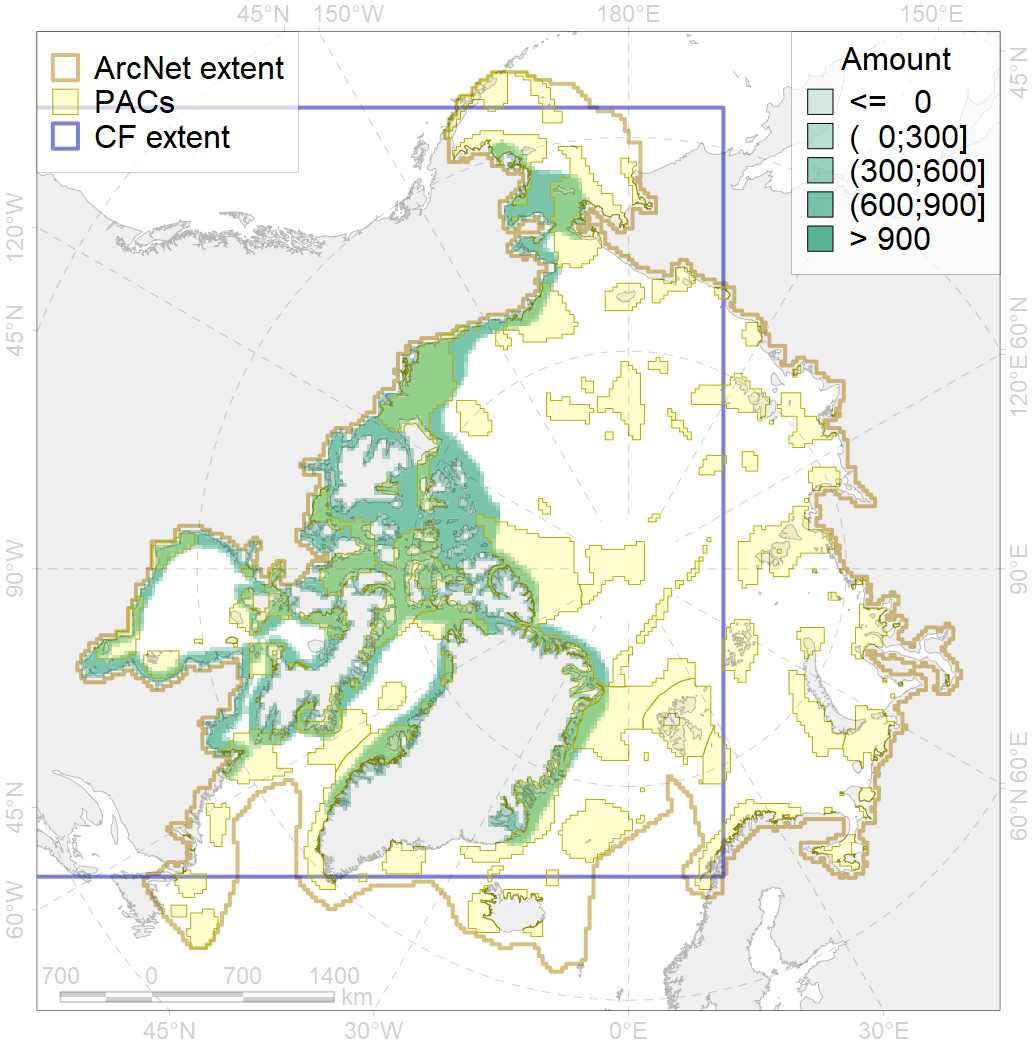 45°N 150°W 180°E 150°E
ArcNet extent
PACs
CF extent
Amount
<= 0
( 0;300]
(300;600]
(600;900]
> 900
45°N
120°W
45°N
90°W
45°N
60°W
60°N
120°E
90°E
60°E
60°N
700 0 700 1400
km
45°N 30°W 0°E 30°E